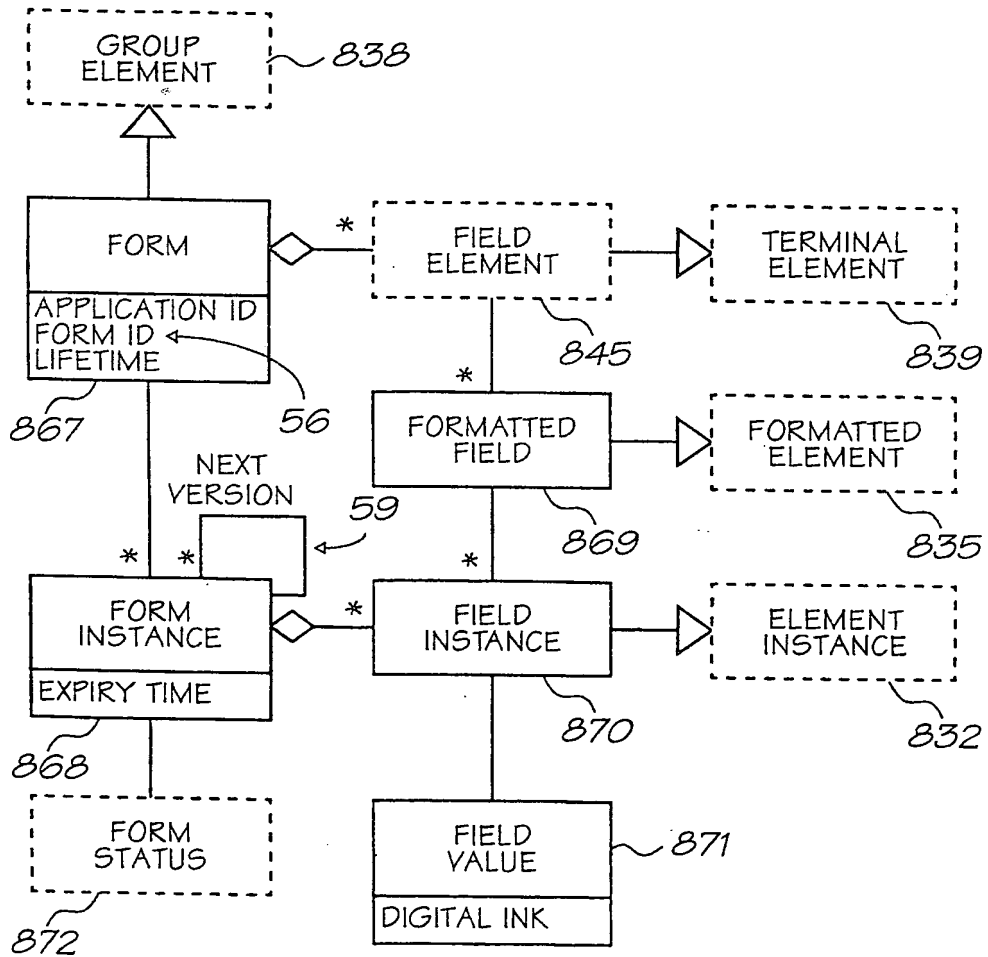 GROUP
ELEMENT
838
FORM
*
FIELD
ELEMENT
TERMINAL
ELEMENT
APPLICATION ID
FORM ID
LIFETIME
845
839
867
56
*
FORMATTED
FIELD
FORMATTED
ELEMENT
NEXT
VERSION
59
869
835
*
*
*
FORM
INSTANCE
*
FIELD
INSTANCE
ELEMENT
INSTANCE
EXPIRY TIME
870
832
868
FORM
STATUS
FIELD
VALUE
871
DIGITAL INK
872